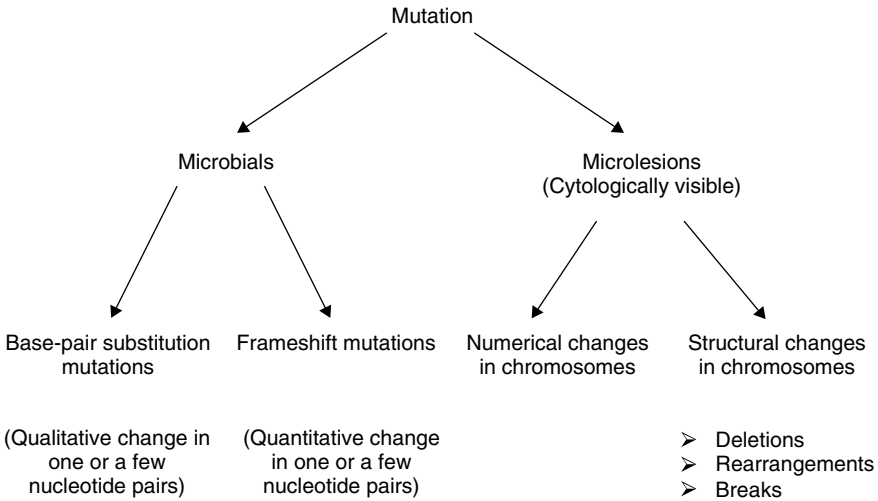 Mutation
Microbials
Microlesions
(Cytologically visible)
Base-pair substitution
mutations
Frameshift mutations
Numerical changes
in chromosomes
Structural changes
in chromosomes
(Qualitative change in
one or a few
nucleotide pairs)
(Quantitative change
in one or a few
nucleotide pairs)
➢ Deletions
➢ Rearrangements
➢ Breaks